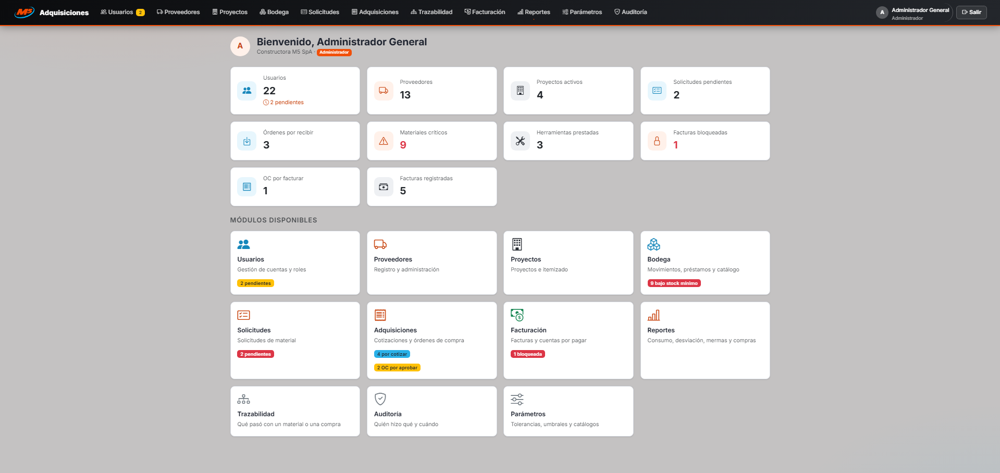 M5 Adquisiciones Usuarios 2 Proveedores Proyectos Bodega Solicitudes Adquisiciones Trazabilidad Facturación Reportes Parámetros Auditoría A Administrador General Salir
Administrador
A Bienvenido, Administrador General
Constructora M5 SpA · Administrador
Usuarios
22
2 pendientes
Proveedores
13
Proyectos activos
4
Solicitudes pendientes
2
Órdenes por recibir
3
Materiales críticos
9
Herramientas prestadas
3
Facturas bloqueadas
1
OC por facturar
1
Facturas registradas
5
MÓDULOS DISPONIBLES
Usuarios
Gestión de cuentas y roles
2 pendientes
Proveedores
Registro y administración
Proyectos
Proyectos e itemizado
Bodega
Movimientos, préstamos y catálogo
9 bajo stock mínimo
Solicitudes
Solicitudes de material
2 pendientes
Adquisiciones
Cotizaciones y órdenes de compra
4 por cotizar
2 OC por aprobar
Facturación
Facturas y cuentas por pagar
1 bloqueada
Reportes
Consumo, desviación, mermas y compras
Trazabilidad
Qué pasó con un material o una compra
Auditoría
Quién hizo qué y cuándo
Parámetros
Tolerancias, umbrales y catálogos